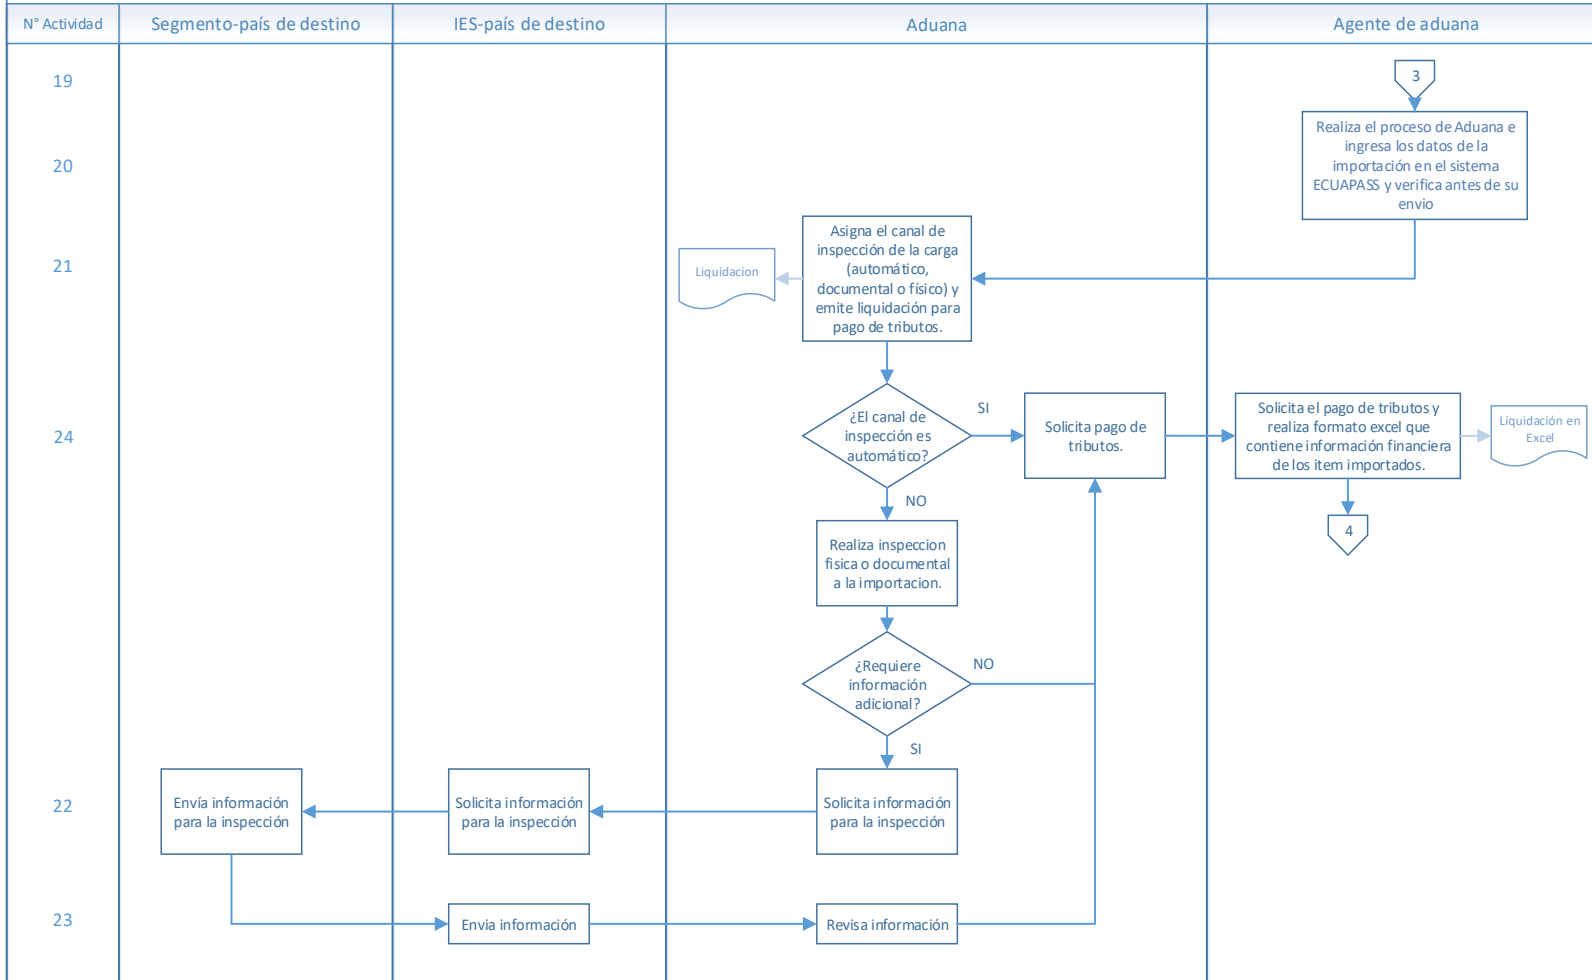 N° Actividad
Segmento-país de destino
IES-país de destino
Aduana
Agente de aduana
19
3
Realiza el proceso de Aduana e
ingresa los datos de la
importación en el sistema
ECUAPASS y verifica antes de su
envio
20
21
Liquidacion
Asigna el canal de
inspección de la carga
(automático,
documental o físico) y
emite liquidación para
pago de tributos.
24
¿El canal de
inspección es
automático?
SI
Solicita pago de
tributos.
Solicita el pago de tributos y
realiza formato excel que
contiene información financiera
de los item importados.
Liquidación en
Excel
NO
4
Realiza inspeccion
fisica o documental
a la importacion.
¿Requiere
información
adicional?
NO
SI
22
Envía información
para la inspección
Solicita información
para la inspección
Solicita información
para la inspección
23
Envia información
Revisa información